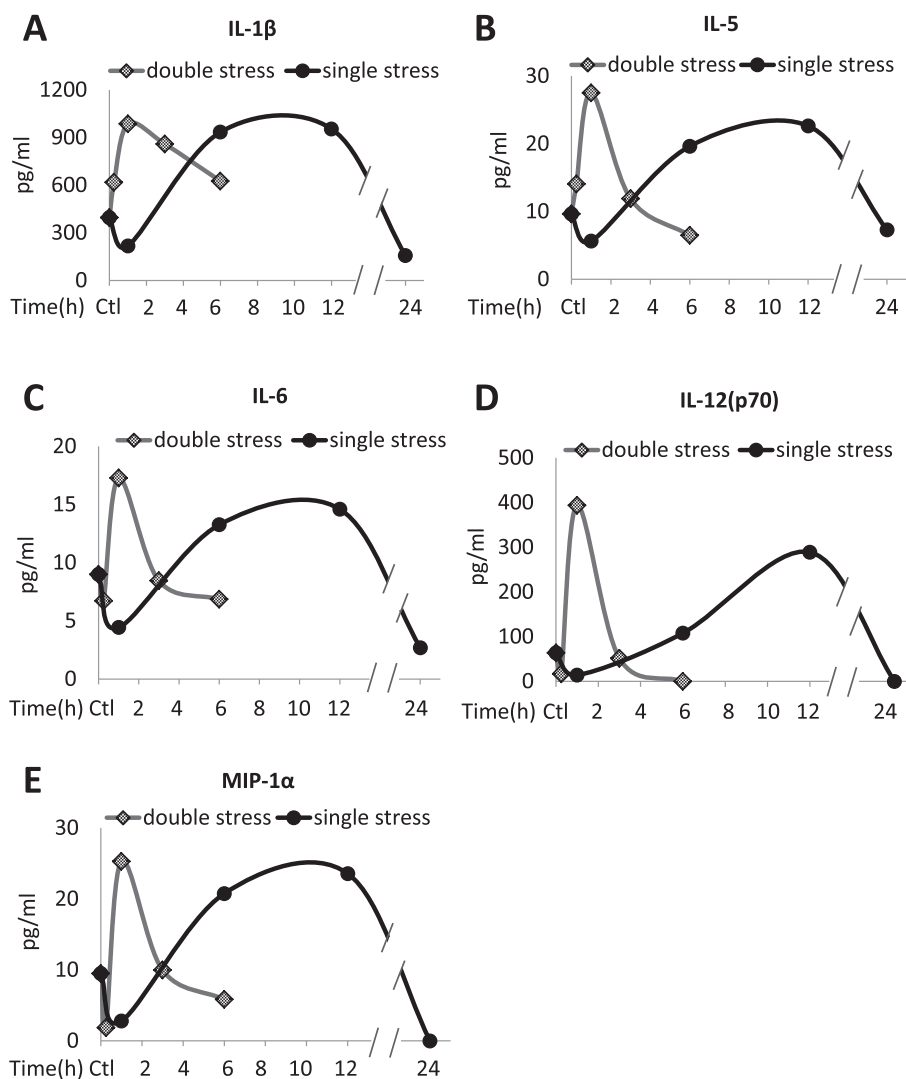 A
IL-1β
double stress single stress
1200
900
600
300
0
pg/ml
Time(h) Ctl 2 4 6 8 10 12 24
B
IL-5
double stress single stress
30
20
10
0
pg/ml
Time(h) Ctl 2 4 6 8 10 12 24
C
IL-6
double stress single stress
20
15
10
5
0
pg/ml
Time(h) Ctl 2 4 6 8 10 12 24
D
IL-12(p70)
double stress single stress
500
400
300
200
100
0
pg/ml
Time(h) Ctl 2 4 6 8 10 12 24
E
MIP-1α
double stress single stress
30
20
10
0
pg/ml
Time(h) Ctl 2 4 6 8 10 12 24